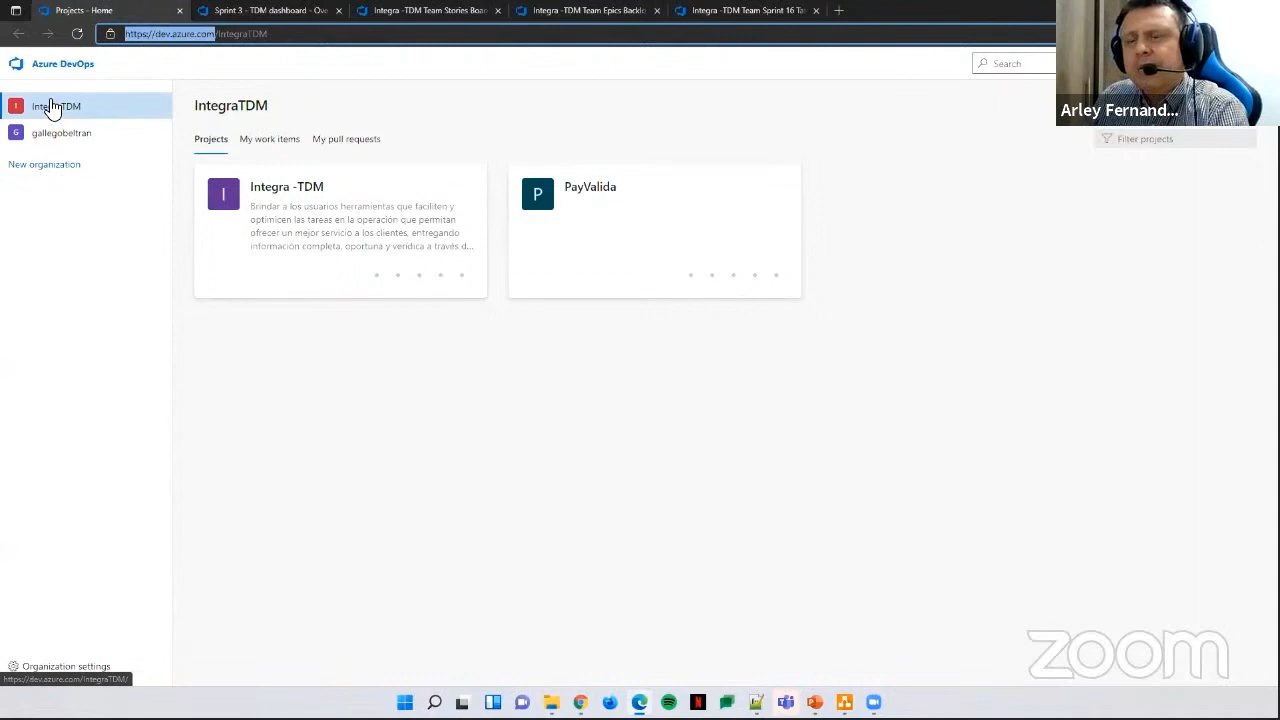 Projects - Home
Sprint 3 - TDM dashboard - Ove
Integra -TDM Team Stories Boar
Integra -TDM Team Epics Backlo
Integra -TDM Team Sprint 16 Ta
https://dev.azure.com/IntegraTDM
Azure DevOps
Search
Arley Fernand...
I
IntegraTDM
G
gallegobeltran
New organization
IntegraTDM
Projects
My work items
My pull requests
Filter projects
I
Integra -TDM
Brindar a los usuarios herramientas que faciliten y
optimicen las tareas en la operación que permitan
ofrecer un mejor servicio a los clientes, entregando
información completa, oportuna y verídica a través d...
P
PayValida
Organization settings
https://dev.azure.com/IntegraTDM/
zoom